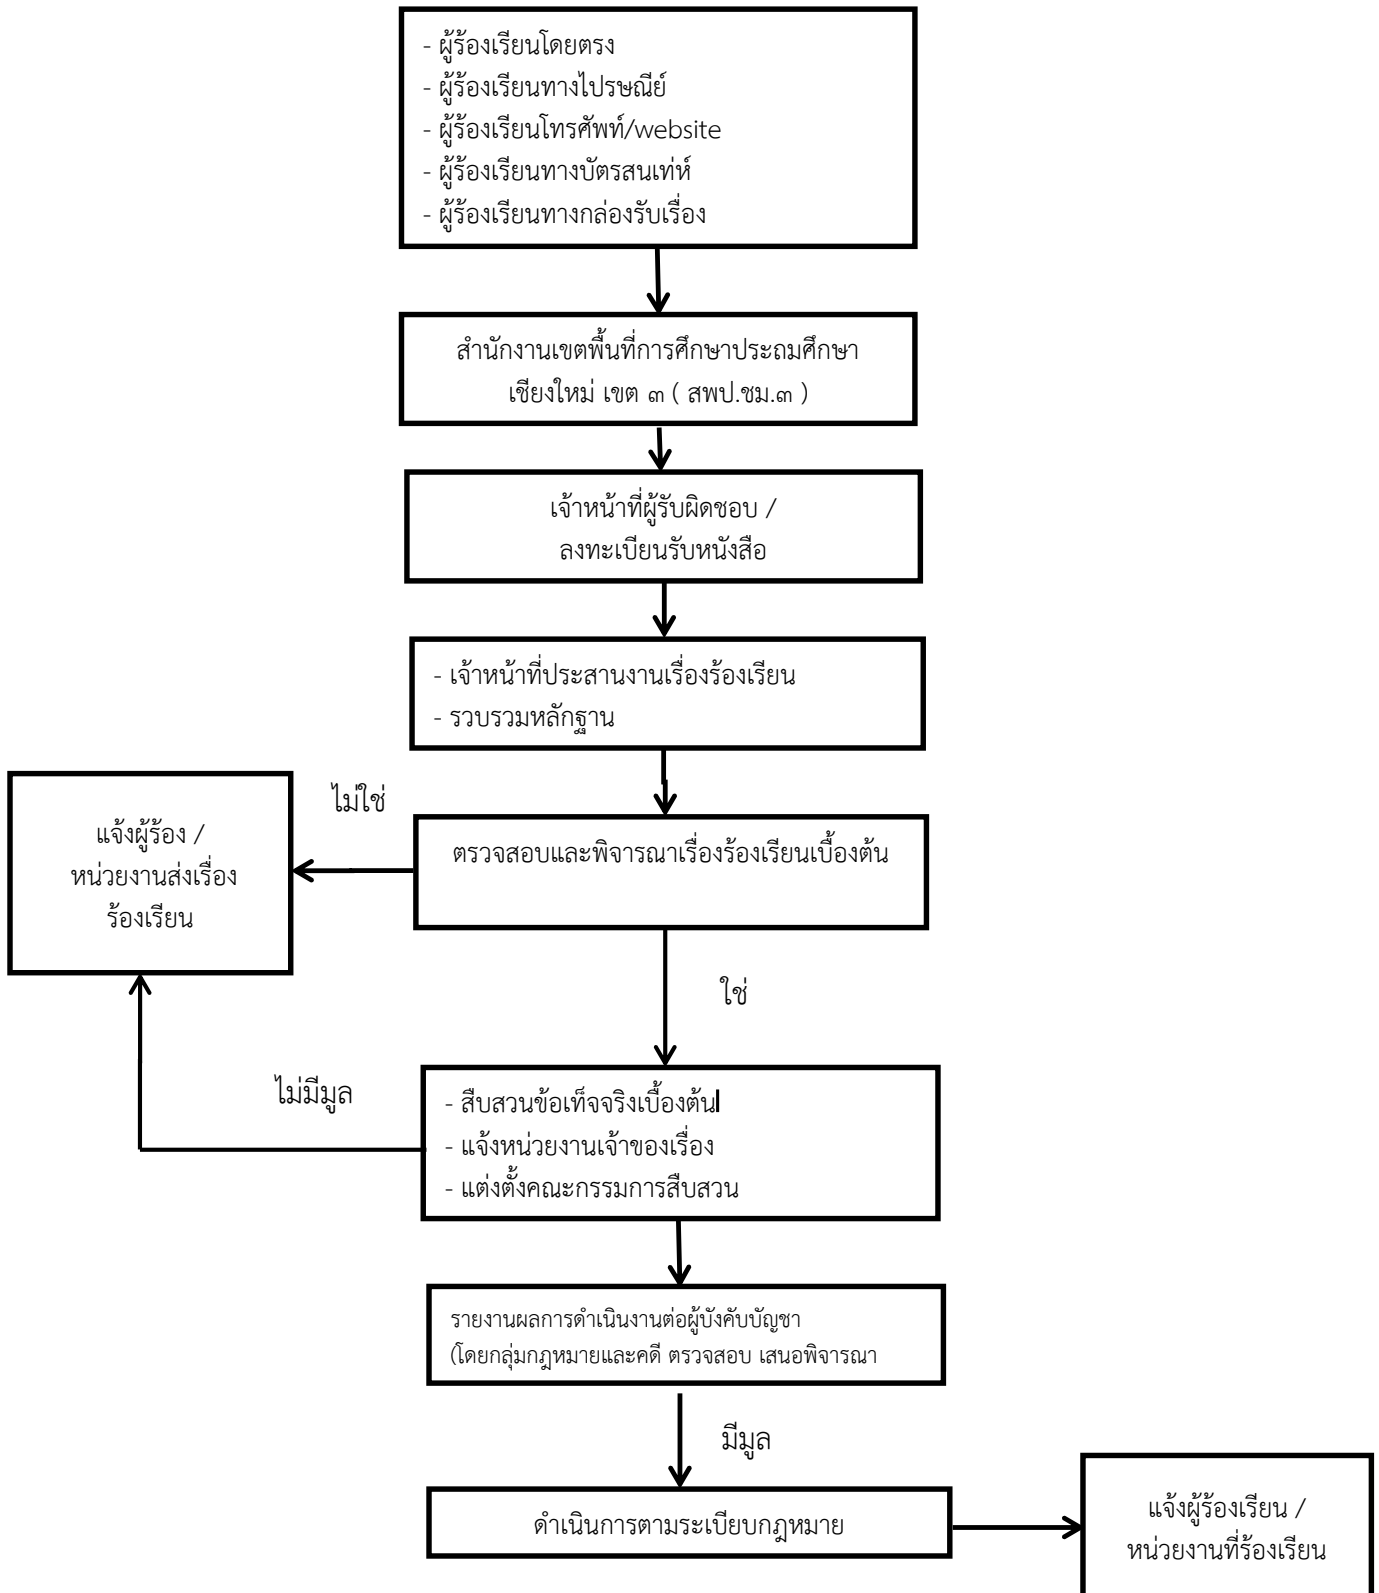 - ผู้ร้องเรียนโดยตรง
- ผู้ร้องเรียนทางไปรษณีย์
- ผู้ร้องเรียนโทรศัพท์/website
- ผู้ร้องเรียนทางบัตรสนเท่ห์
- ผู้ร้องเรียนทางกล่องรับเรื่อง
สำนักงานเขตพื้นที่การศึกษาประถมศึกษา
เชียงใหม่ เขต ๓ ( สพป.ชม.๓ )
เจ้าหน้าที่ผู้รับผิดชอบ /
ลงทะเบียนรับหนังสือ
- เจ้าหน้าที่ประสานงานเรื่องร้องเรียน
- รวบรวมหลักฐาน
ไม่ใช่
แจ้งผู้ร้อง /
หน่วยงานส่งเรื่อง
ร้องเรียน
ตรวจสอบและพิจารณาเรื่องร้องเรียนเบื้องต้น
ใช่
ไม่มีมูล
- สืบสวนข้อเท็จจริงเบื้องต้น
- แจ้งหน่วยงานเจ้าของเรื่อง
- แต่งตั้งคณะกรรมการสืบสวน
รายงานผลการดำเนินงานต่อผู้บังคับบัญชา
(โดยกลุ่มกฎหมายและคดี ตรวจสอบ เสนอพิจารณา
มีมูล
ดำเนินการตามระเบียบกฎหมาย
แจ้งผู้ร้องเรียน /
หน่วยงานที่ร้องเรียน